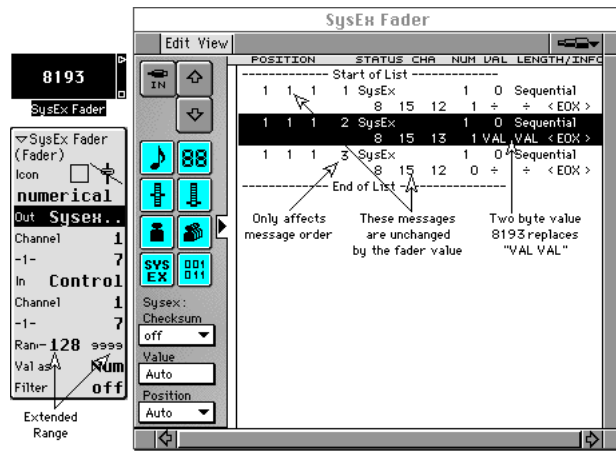 SysEx Fader
Edit View
POSITION STATUS CHA NUM VAL LENGTH/INFO
Start of List
1 1 1 1 SysEx 1 0 Sequential
8 15 12 1 ÷ ÷ <EOX>
1 1 1 2 SysEx 1 0 Sequential
8 15 13 1 VAL VAL <EOX>
1 1 1 3 SysEx 1 0 Sequential
8 15 12 0 ÷ ÷ <EOX>
End of List
Only affects
message order
These messages
are unchanged
by the fader value
Two byte value
8193 replaces
"VAL VAL"
IN
88
SYS
EX
001
011
Sysex:
Checksum
off
Value
Auto
Position
Auto
8193
SysEx Fader
SysEx Fader
(Fader)
Icon
numerical
Out Sysex..
Channel 1
-1- 7
In Control
Channel 1
-1- 7
Ran- 128 9999
Val as Num
Filter off
Extended
Range